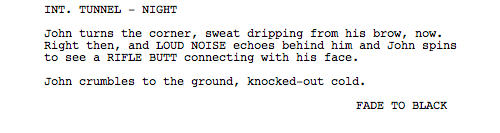 INT. TUNNEL - NIGHT
John turns the corner, sweat dripping from his brow, now.
Right then, and LOUD NOISE echoes behind him and John spins
to see a RIFLE BUTT connecting with his face.
John crumbles to the ground, knocked-out cold.
FADE TO BLACK